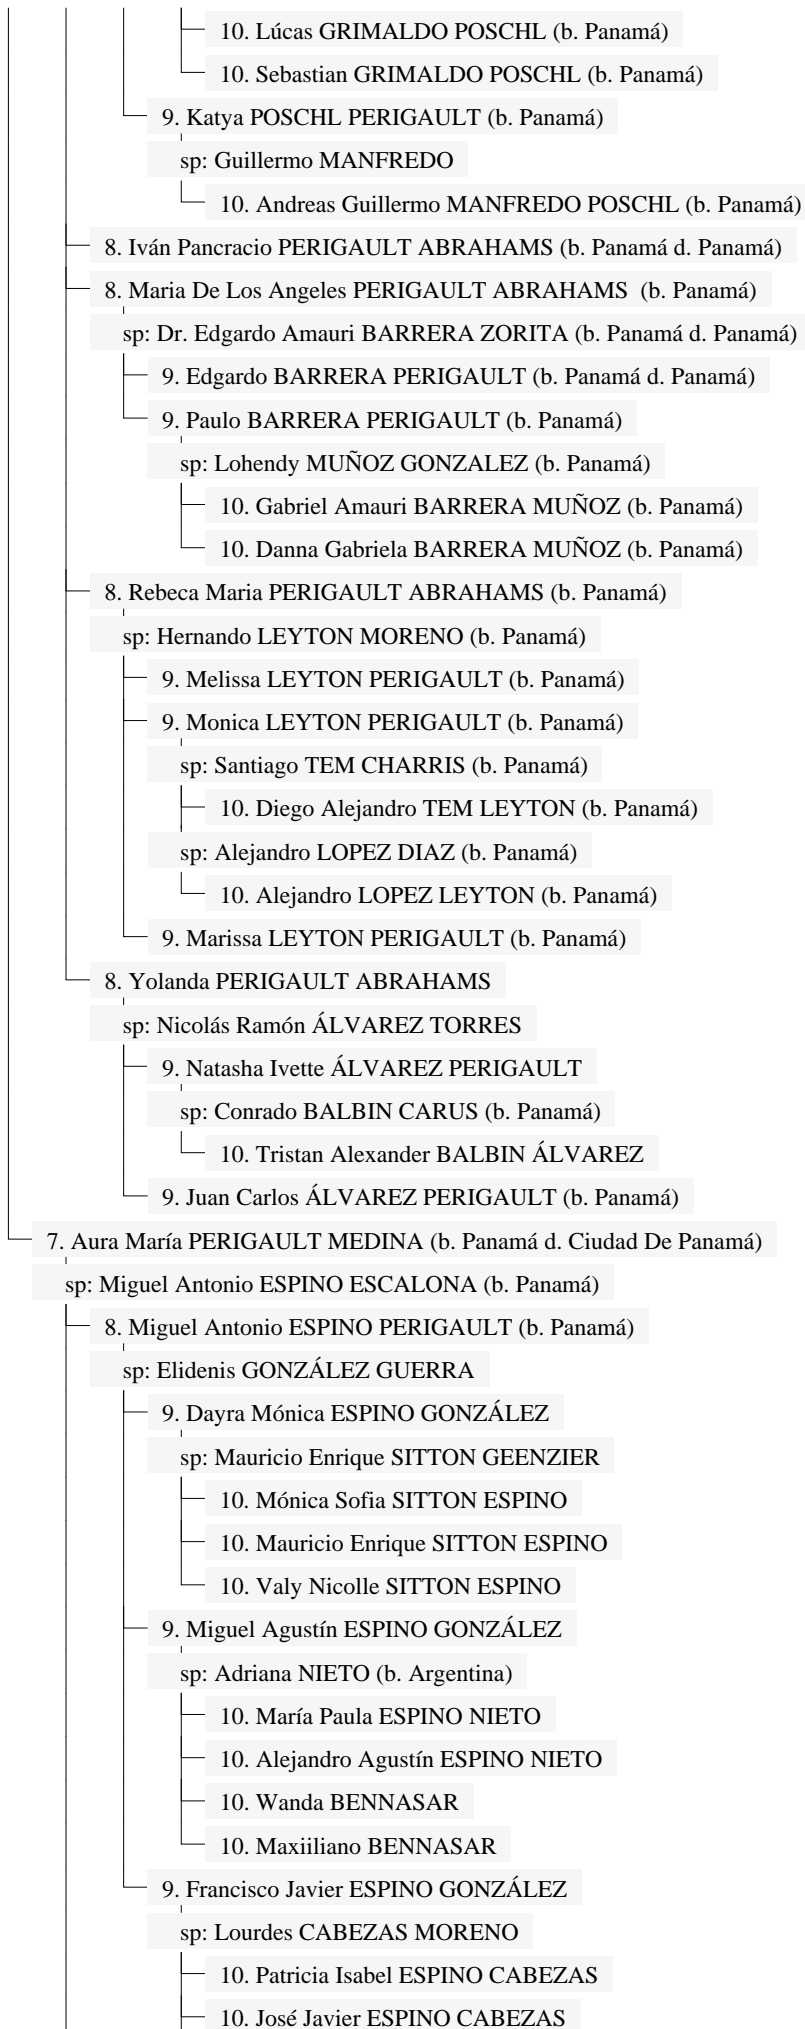 10. Lúcas GRIMALDO POSCHL (b. Panamá)
10. Sebastian GRIMALDO POSCHL (b. Panamá)
9. Katya POSCHL PERIGAULT (b. Panamá)
sp: Guillermo MANFREDO
10. Andreas Guillermo MANFREDO POSCHL (b. Panamá)
8. Iván Pancracio PERIGAULT ABRAHAMS (b. Panamá d. Panamá)
8. Maria De Los Angeles PERIGAULT ABRAHAMS (b. Panamá)
sp: Dr. Edgardo Amauri BARRERA ZORITA (b. Panamá d. Panamá)
9. Edgardo BARRERA PERIGAULT (b. Panamá d. Panamá)
9. Paulo BARRERA PERIGAULT (b. Panamá)
sp: Lohendy MUÑOZ GONZALEZ (b. Panamá)
10. Gabriel Amauri BARRERA MUÑOZ (b. Panamá)
10. Danna Gabriela BARRERA MUÑOZ (b. Panamá)
8. Rebeca Maria PERIGAULT ABRAHAMS (b. Panamá)
sp: Hernando LEYTON MORENO (b. Panamá)
9. Melissa LEYTON PERIGAULT (b. Panamá)
9. Monica LEYTON PERIGAULT (b. Panamá)
sp: Santiago TEM CHARRIS (b. Panamá)
10. Diego Alejandro TEM LEYTON (b. Panamá)
sp: Alejandro LOPEZ DIAZ (b. Panamá)
10. Alejandro LOPEZ LEYTON (b. Panamá)
9. Marissa LEYTON PERIGAULT (b. Panamá)
8. Yolanda PERIGAULT ABRAHAMS
sp: Nicolás Ramón ÁLVAREZ TORRES
9. Natasha Ivette ÁLVAREZ PERIGAULT
sp: Conrado BALBIN CARUS (b. Panamá)
10. Tristan Alexander BALBIN ÁLVAREZ
9. Juan Carlos ÁLVAREZ PERIGAULT (b. Panamá)
7. Aura María PERIGAULT MEDINA (b. Panamá d. Ciudad De Panamá)
sp: Miguel Antonio ESPINO ESCALONA (b. Panamá)
8. Miguel Antonio ESPINO PERIGAULT (b. Panamá)
sp: Elidenis GONZÁLEZ GUERRA
9. Dayra Mónica ESPINO GONZÁLEZ
sp: Mauricio Enrique SITTON GEENZIER
10. Mónica Sofia SITTON ESPINO
10. Mauricio Enrique SITTON ESPINO
10. Valy Nicolle SITTON ESPINO
9. Miguel Agustín ESPINO GONZÁLEZ
sp: Adriana NIETO (b. Argentina)
10. María Paula ESPINO NIETO
10. Alejandro Agustín ESPINO NIETO
10. Wanda BENNASAR
10. Maxiiliano BENNASAR
9. Francisco Javier ESPINO GONZÁLEZ
sp: Lourdes CABEZAS MORENO
10. Patricia Isabel ESPINO CABEZAS
10. José Javier ESPINO CABEZAS